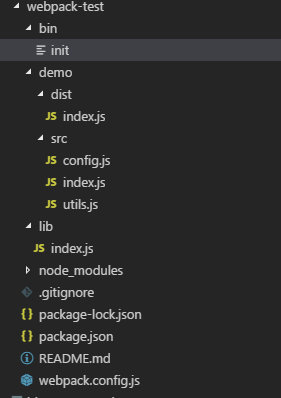 webpack-test
bin
init
demo
dist
JS index.js
src
JS config.js
JS index.js
JS utils.js
lib
JS index.js
node_modules
.gitignore
{} package-lock.json
{} package.json
README.md
webpack.config.js